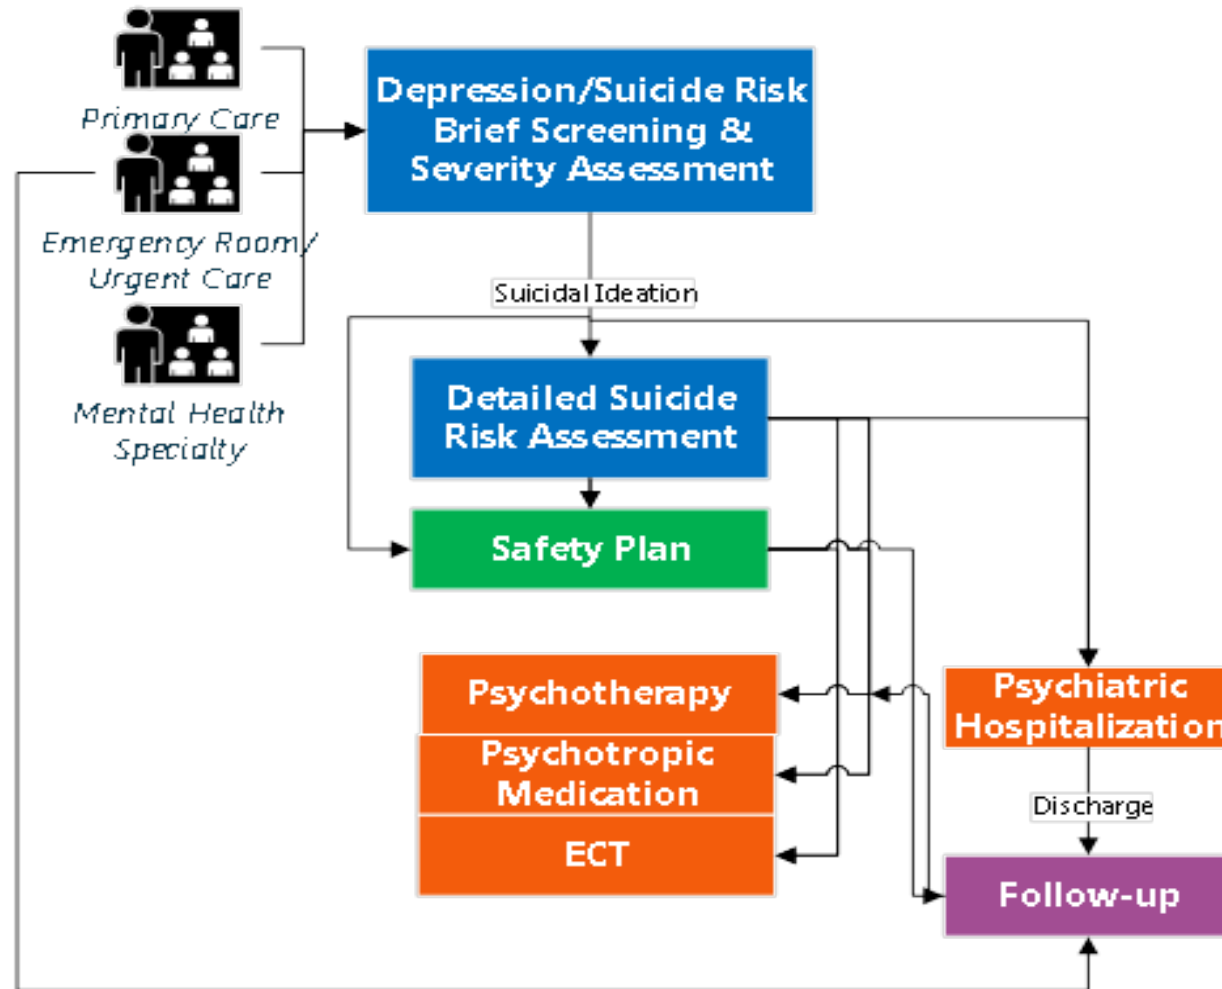 Primary Care
Emergency Room/
Urgent Care
Mental Health
Specialty
Depression/Suicide Risk
Brief Screening &
Severity Assessment
Suicidal Ideation
Detailed Suicide
Risk Assessment
Safety Plan
Psychotherapy
Psychotropic
Medication
ECT
Psychiatric
Hospitalization
Discharge
Follow-up